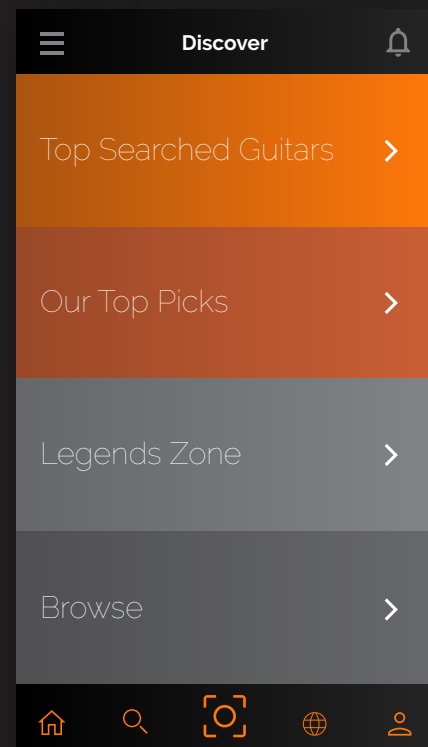 Discover
Top Searched Guitars
Our Top Picks
Legends Zone
Browse